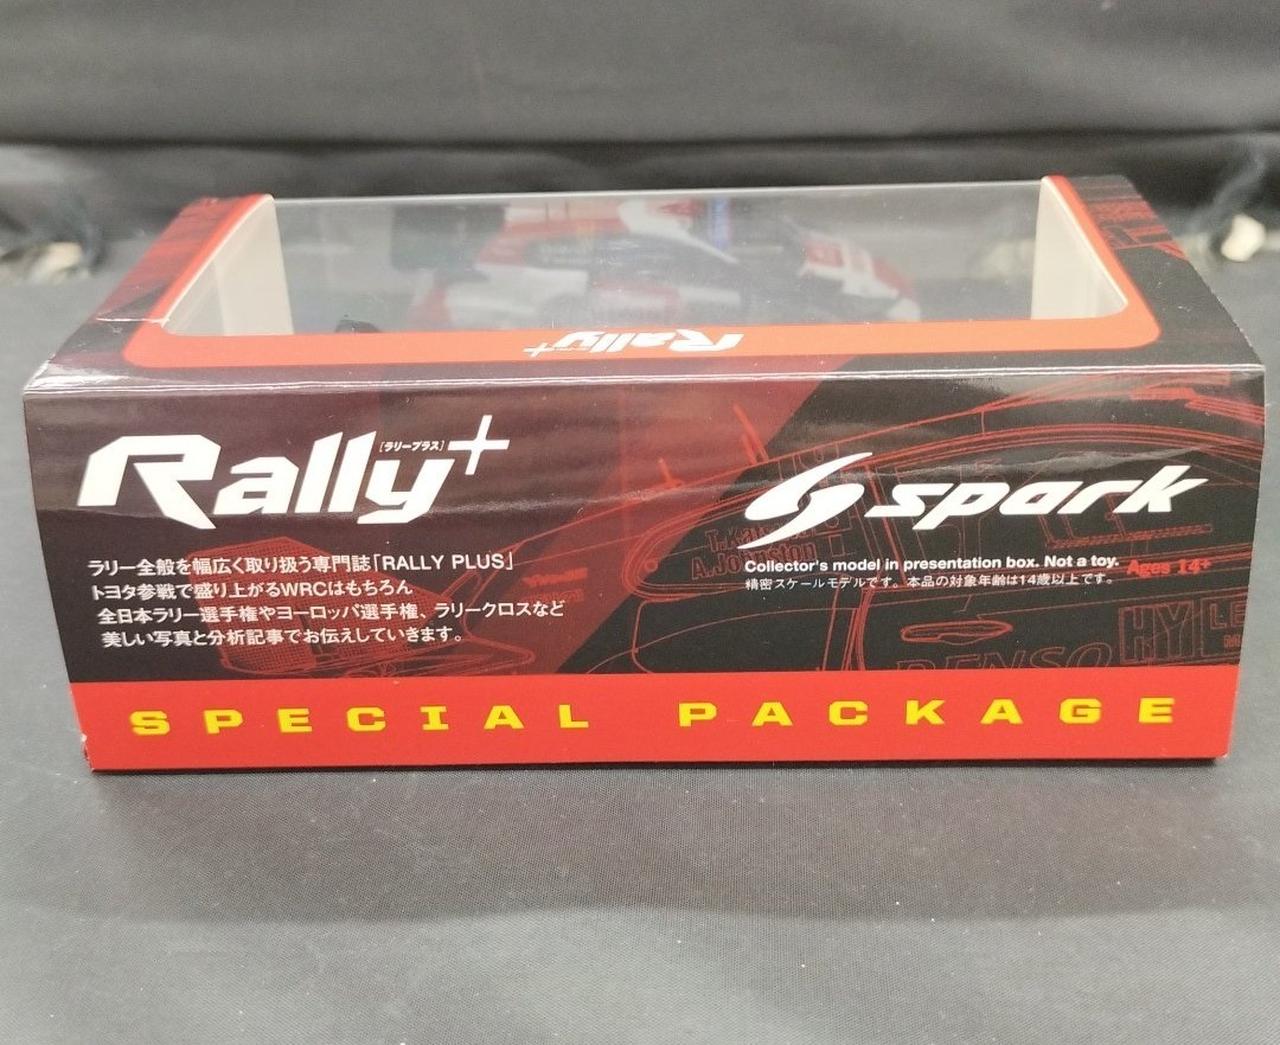 Rally+
Rally+
[ラリープラス]
spark
ラリー全般を幅広く取り扱う専門誌「RALLY PLUS」
トヨタ参戦で盛り上がるWRCはもちろん
全日本ラリー選手権やヨーロッパ選手権、ラリークロスなど
美しい写真と分析記事でお伝えしていきます。
T.Katsuta
A.Johnston
Collector's model in presentation box. Not a toy.
Ages 14+
精密スケールモデルです。本品の対象年齢は14歳以上です。
DENSO
SPECIAL PACKAGE